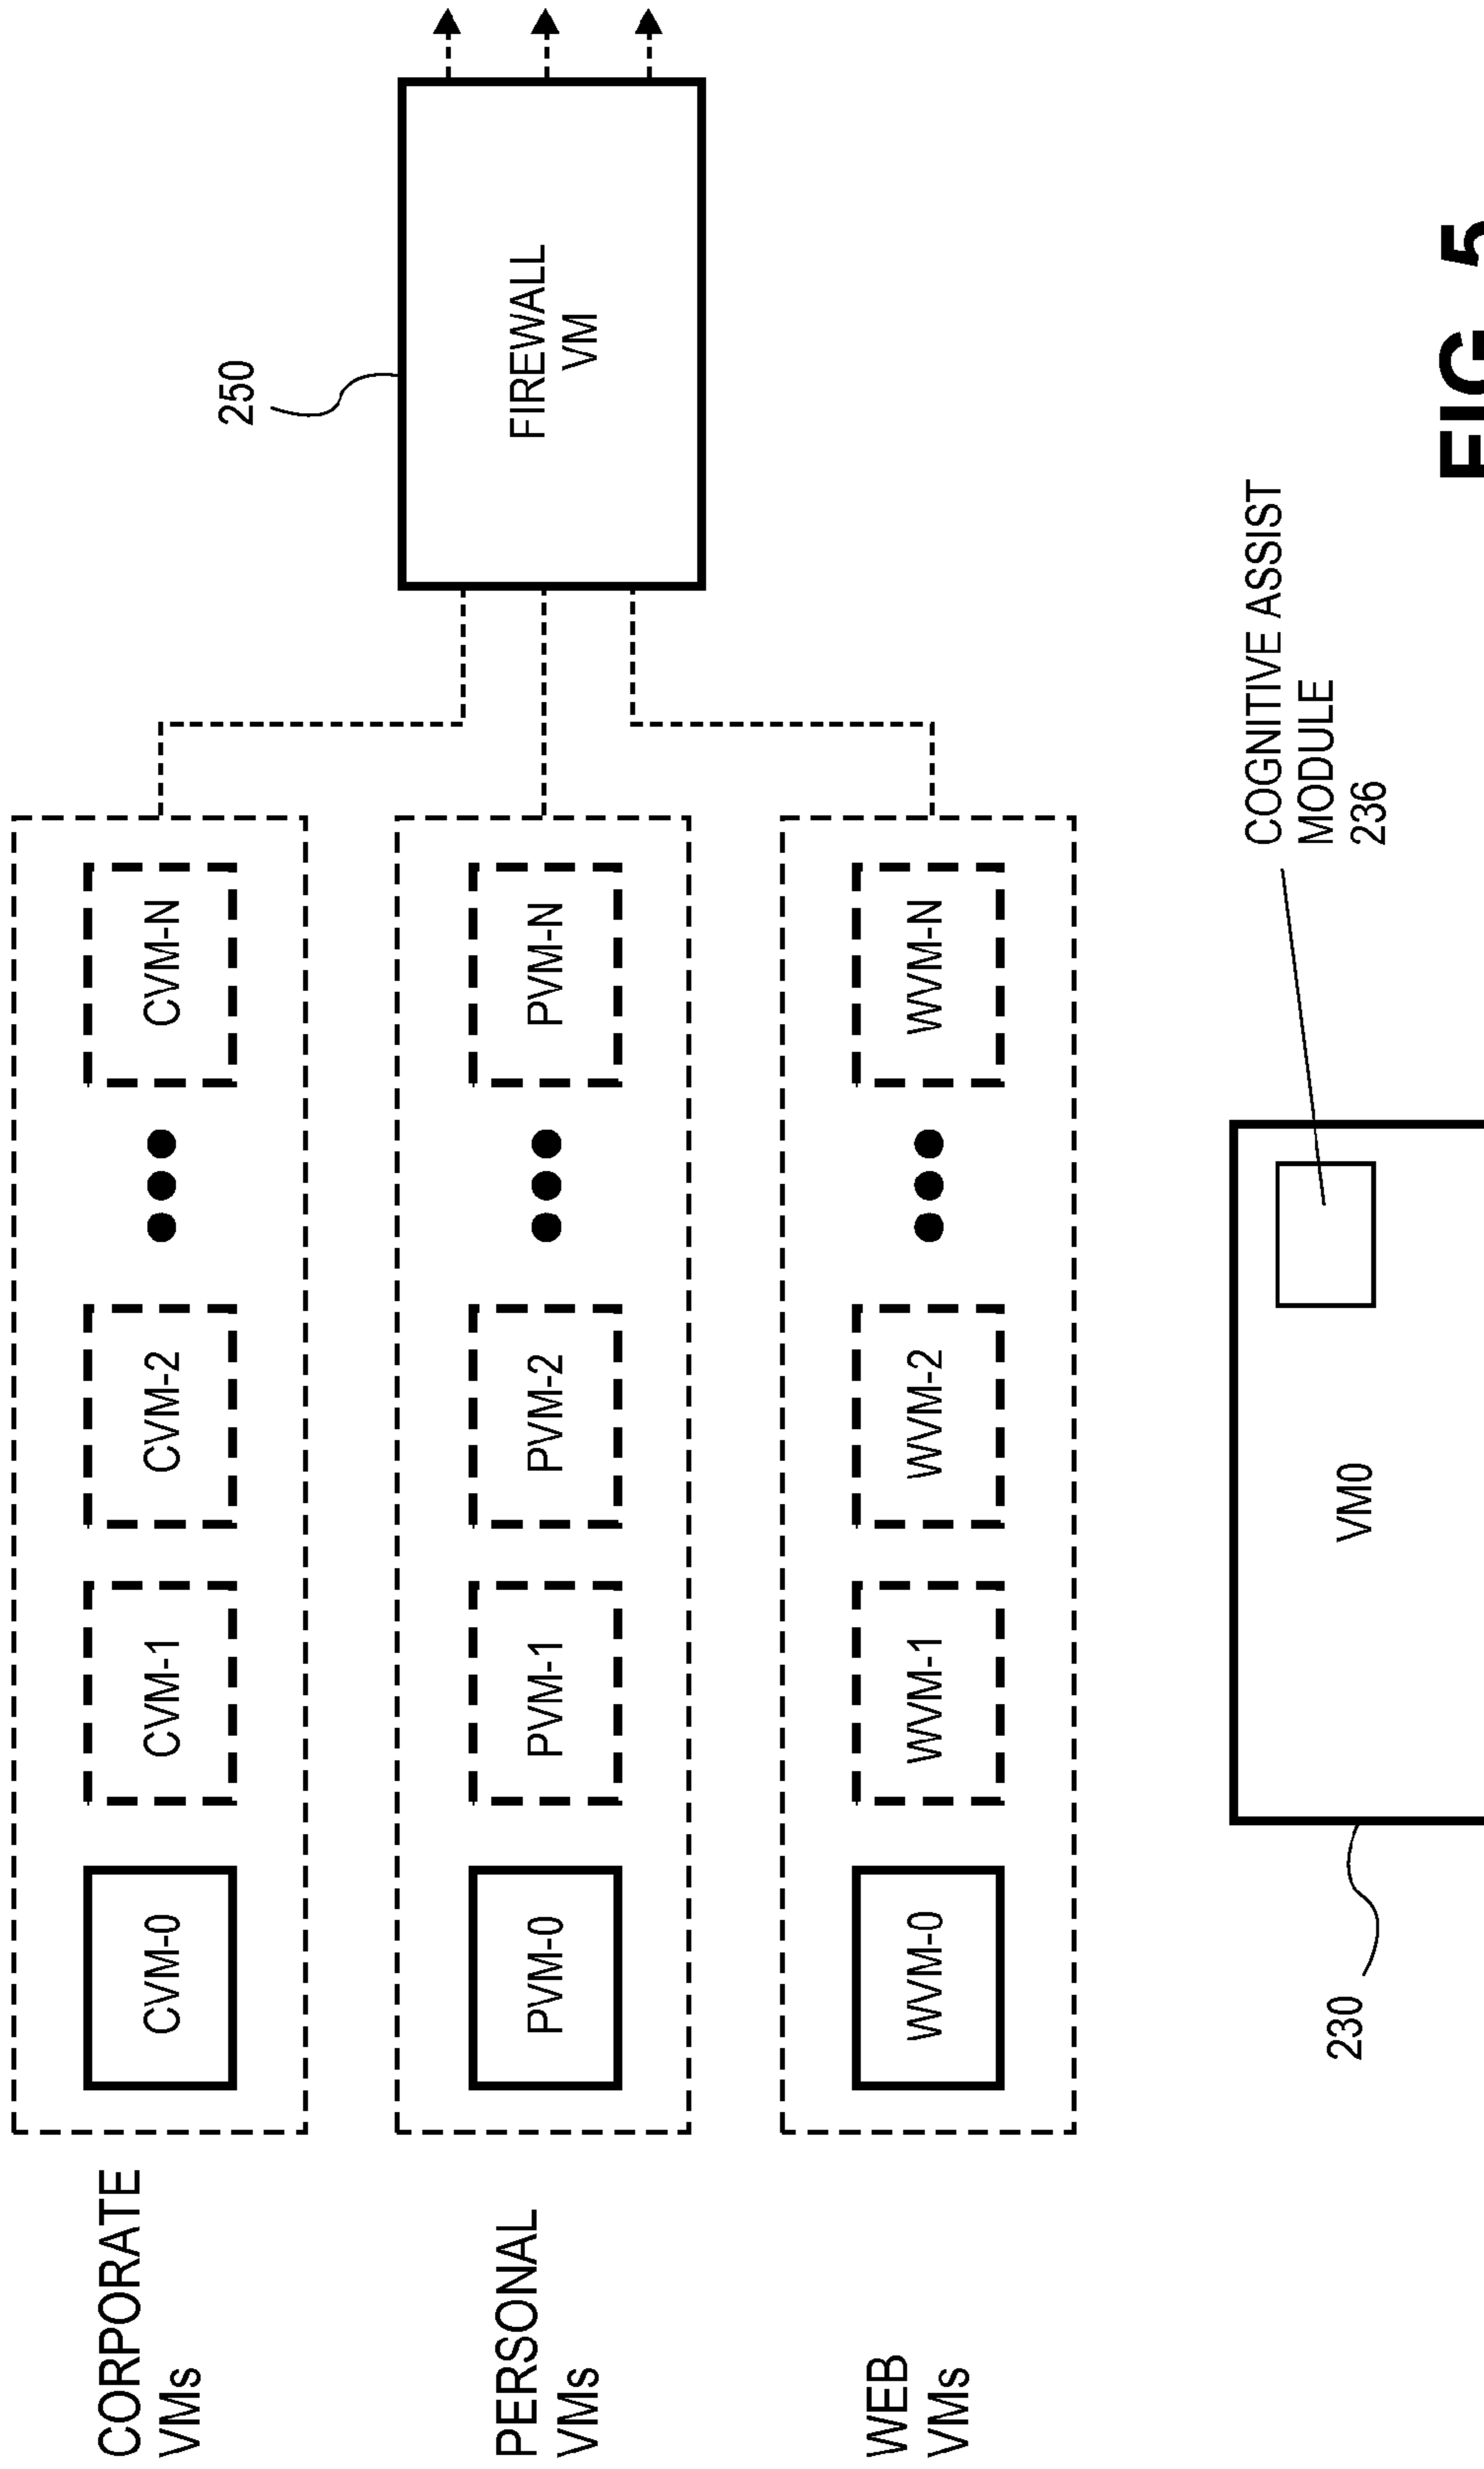 CORPORATE
VMs
CVM-0
CVM-1
CVM-2
CVM-N
250
FIREWALL
VM
PERSONAL
VMs
PVM-0
PVM-1
PVM-2
PVM-N
WEB
VMs
WVM-0
WVM-1
WVM-2
WVM-N
230
VM0
COGNITIVE ASSIST
MODULE
236
FIG. 5